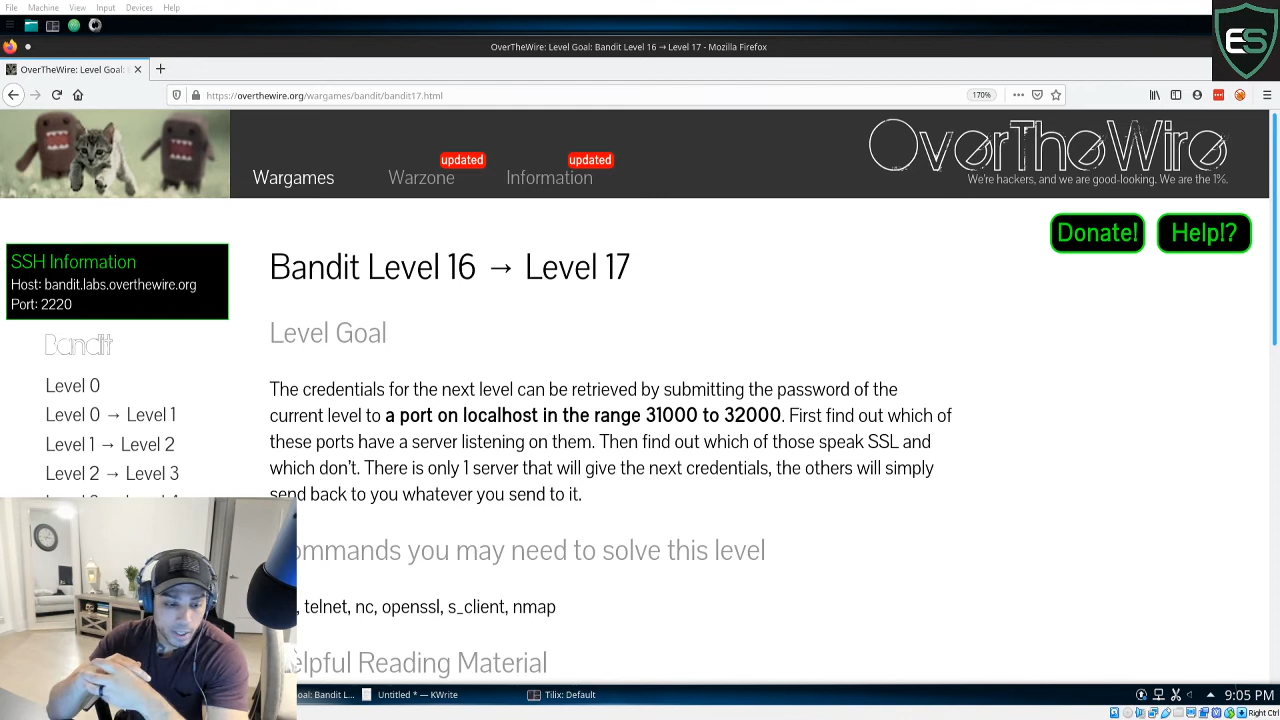 File Machine View Input Devices Help
OverTheWire: Level Goal: Bandit Level 16 → Level 17 - Mozilla Firefox
ES
OverTheWire: Level Goal:
https://overthewire.org/wargames/bandit/bandit17.html
170%
updated
updated
Wargames
Warzone
Information
OverTheWire
We're hackers, and we are good-looking. We are the 1%.
Donate!
Help!?
SSH Information
Host: bandit.labs.overthewire.org
Port: 2220
Bandit
Level 0
Level 0 → Level 1
Level 1 → Level 2
Level 2 → Level 3
Bandit Level 16 → Level 17
Level Goal
The credentials for the next level can be retrieved by submitting the password of the
current level to a port on localhost in the range 31000 to 32000. First find out which of
these ports have a server listening on them. Then find out which of those speak SSL and
which don't. There is only 1 server that will give the next credentials, the others will simply
send back to you whatever you send to it.
ommands you may need to solve this level
, telnet, nc, openssl, s_client, nmap
elpful Reading Material
oal: Bandit L...
Untitled * — KWrite
Tilix: Default
9:05 PM
Right Ctrl